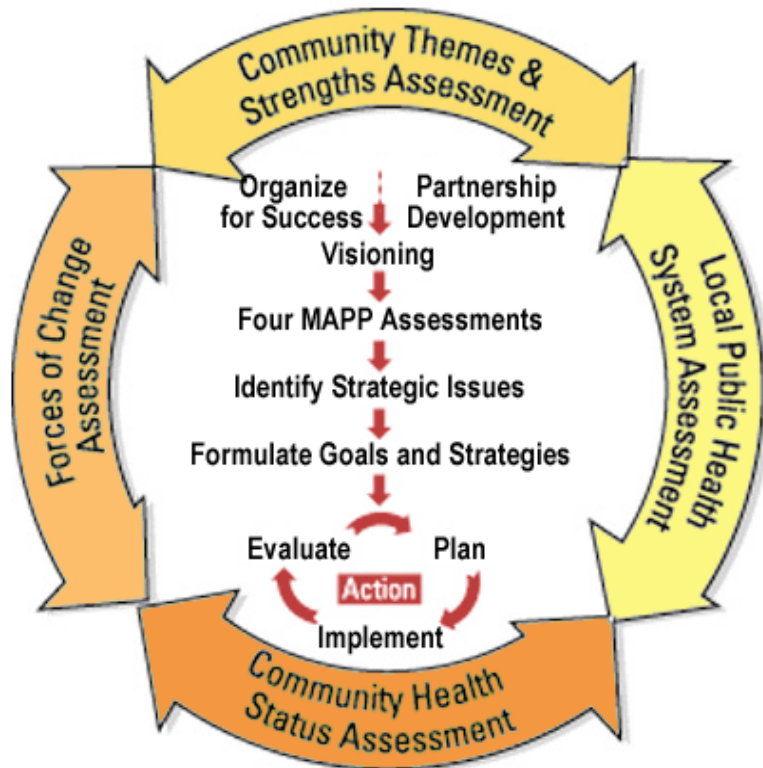 Community Themes &
Strengths Assessment
Organize
for Success
Partnership
Development
Visioning
Four MAPP Assessments
Identify Strategic Issues
Formulate Goals and Strategies
Evaluate
Plan
Action
Implement
Forces of Change
Assessment
Local Public Health
System Assessment
Community Health
Status Assessment